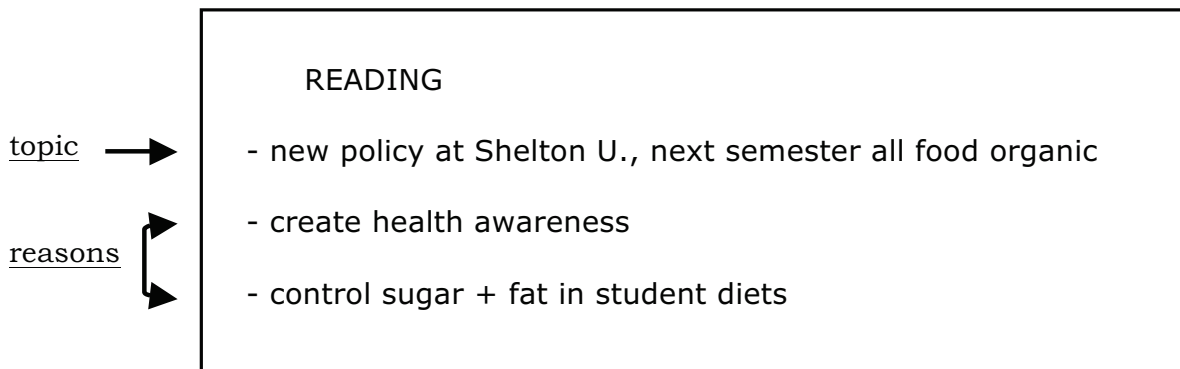 READING
topic - new policy at Shelton U., next semester all food organic
- create health awareness
reasons
- control sugar + fat in student diets